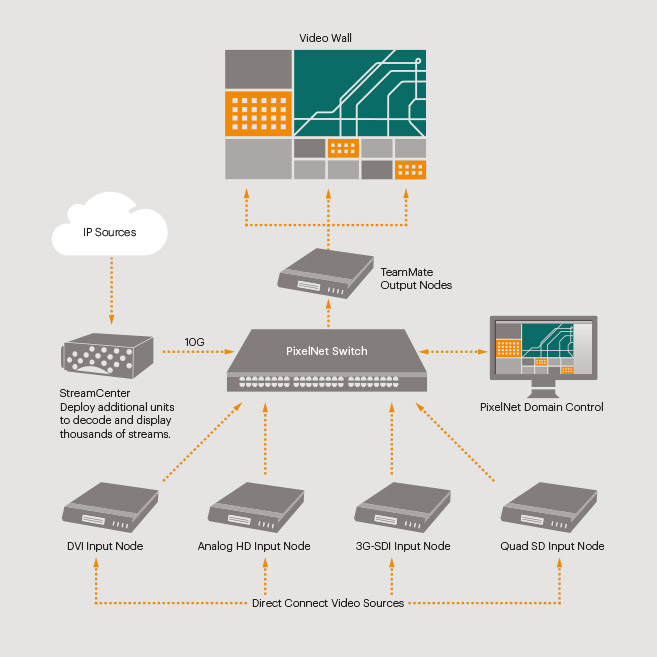 Video Wall
IP Sources
TeamMate
Output Nodes
10G
PixelNet Switch
StreamCenter
Deploy additional units
to decode and display
thousands of streams.
PixelNet Domain Control
DVI Input Node
Analog HD Input Node
3G-SDI Input Node
Quad SD Input Node
Direct Connect Video Sources